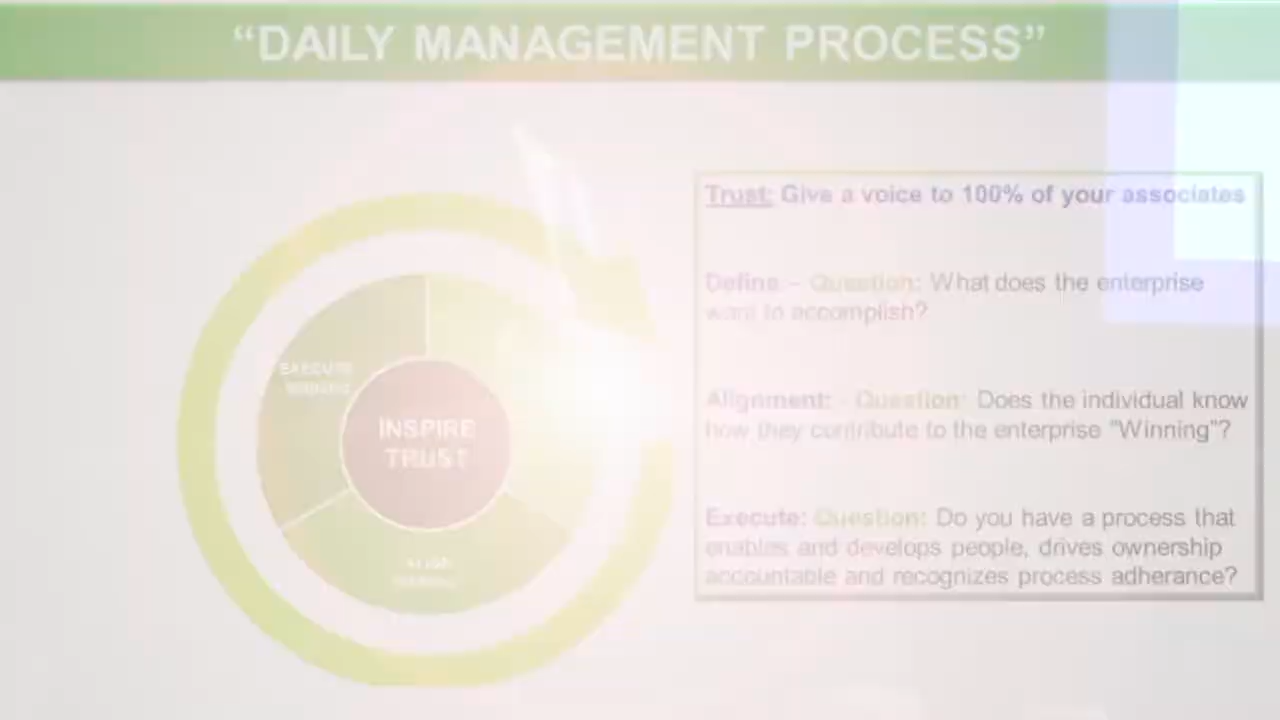 “DAILY MANAGEMENT PROCESS”
Trust: Give a voice to 100% of your associates
Define – Question: What does the enterprise
want to accomplish?
Alignment: - Question: Does the individual know
how they contribute to the enterprise "Winning"?
Execute: Question: Do you have a process that
enables and develops people, drives ownership
accountable and recognizes process adherance?
EXECUTE
INSPIRE
TRUST
ALIGN